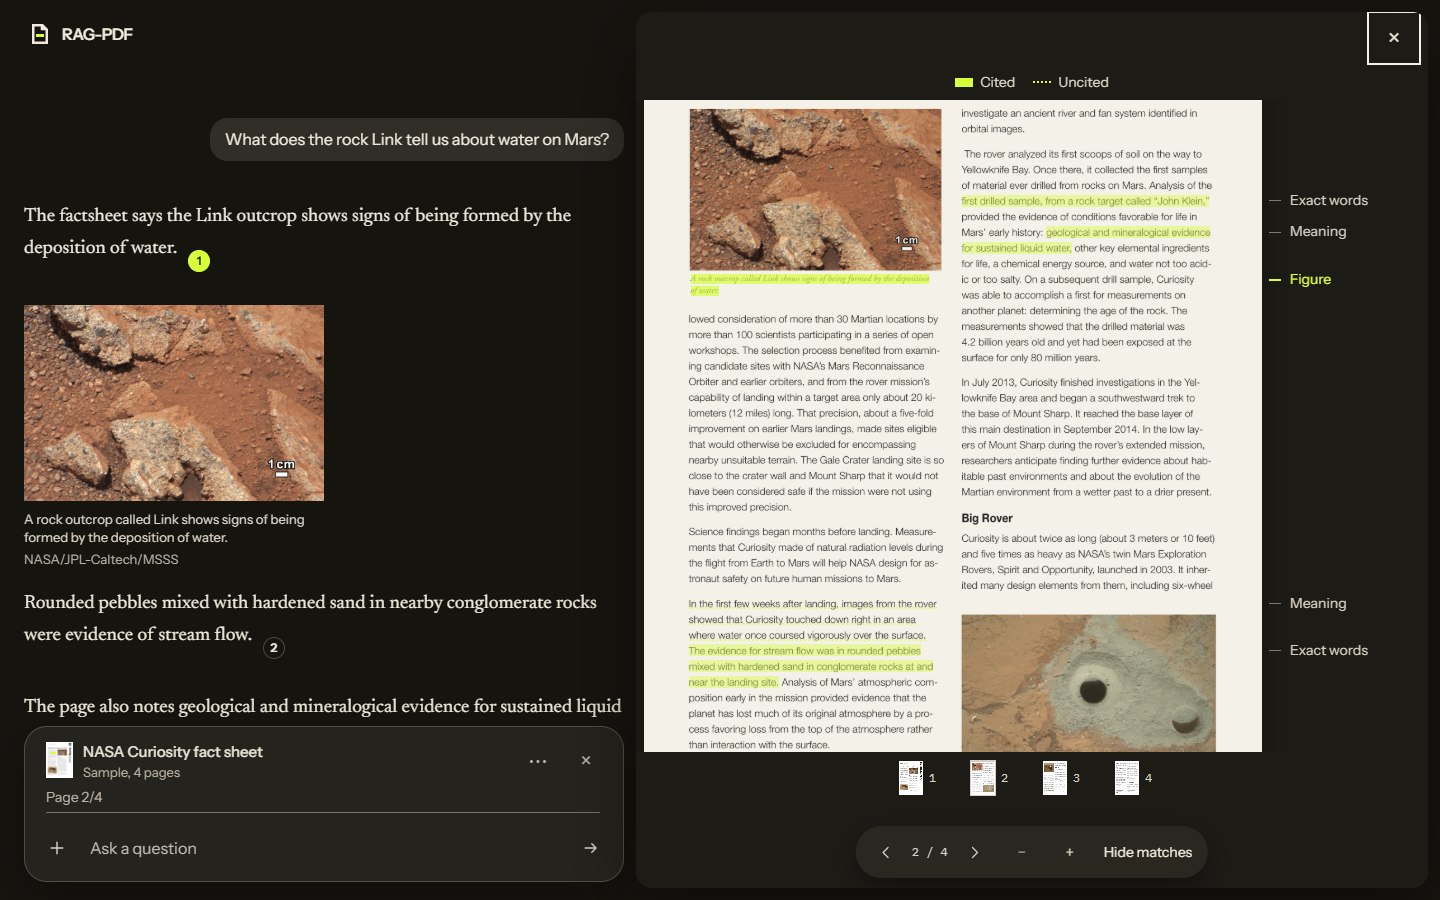 RAG-PDF
What does the rock Link tell us about water on Mars?
The factsheet says the Link outcrop shows signs of being formed by the
deposition of water. 1
1 cm
A rock outcrop called Link shows signs of being
formed by the deposition of water.
NASA/JPL-Caltech/MSSS
Rounded pebbles mixed with hardened sand in nearby conglomerate rocks
were evidence of stream flow. 2
The page also notes geological and mineralogical evidence for sustained liquid
NASA Curiosity fact sheet
Sample, 4 pages
Page 2/4
Ask a question
Cited
Uncited
1 cm
A rock outcrop called Link shows signs of being formed by the deposition
of water.
lowed consideration of more than 30 Martian locations by
more than 100 scientists participating in a series of open
workshops. The selection process benefited from examin-
ing candidate sites with NASA's Mars Reconnaissance
Orbiter and earlier orbiters, and from the rover mission's
capability of landing within a target area only about 20 ki-
lometers (12 miles) long. That precision, about a five-fold
improvement on earlier Mars landings, made sites eligible
that would otherwise be excluded for encompassing
nearby unsuitable terrain. The Gale Crater landing site is so
close to the crater wall and Mount Sharp that it would not
have been considered safe if the mission were not using
this improved precision.
Science findings began months before landing. Measure-
ments that Curiosity made of natural radiation levels during
the flight from Earth to Mars will help NASA design for as-
tronaut safety on future human missions to Mars.
In the first few weeks after landing, images from the rover
showed that Curiosity touched down right in an area
where water once coursed vigorously over the surface.
The evidence for stream flow was in rounded pebbles
mixed with hardened sand in conglomerate rocks at and
near the landing site. Analysis of Mars' atmospheric com-
position early in the mission provided evidence that the
planet has lost much of its original atmosphere by a pro-
cess favoring loss from the top of the atmosphere rather
than interaction with the surface.
investigate an ancient river and fan system identified in
orbital images.
The rover analyzed its first scoops of soil on the way to
Yellowknife Bay. Once there, it collected the first samples
of material ever drilled from rocks on Mars. Analysis of the
first drilled sample, from a rock target called "John Klein,"
provided the evidence of conditions favorable for life in
Mars' early history: geological and mineralogical evidence
for sustained liquid water, other key elemental ingredients
for life, a chemical energy source, and water not too acid-
ic or too salty. On a subsequent drill sample, Curiosity
was able to accomplish a first for measurements on
another planet: determining the age of the rock. The
measurements showed that the drilled material was
4.2 billion years old and yet had been exposed at the
surface for only 80 million years.
In July 2013, Curiosity finished investigations in the Yel-
lowknife Bay area and began a southwestward trek to
the base of Mount Sharp. It reached the base layer of
this main destination in September 2014. In the low lay-
ers of Mount Sharp during the rover's extended mission,
researchers anticipate finding further evidence about hab-
itable past environments and about the evolution of the
Martian environment from a wetter past to a drier present.
Big Rover
Curiosity is about twice as long (about 3 meters or 10 feet)
and five times as heavy as NASA's twin Mars Exploration
Rovers, Spirit and Opportunity, launched in 2003. It inher-
ited many design elements from them, including six-wheel
Exact words
Meaning
Figure
Meaning
Exact words
1
2
3
4
2 / 4
Hide matches